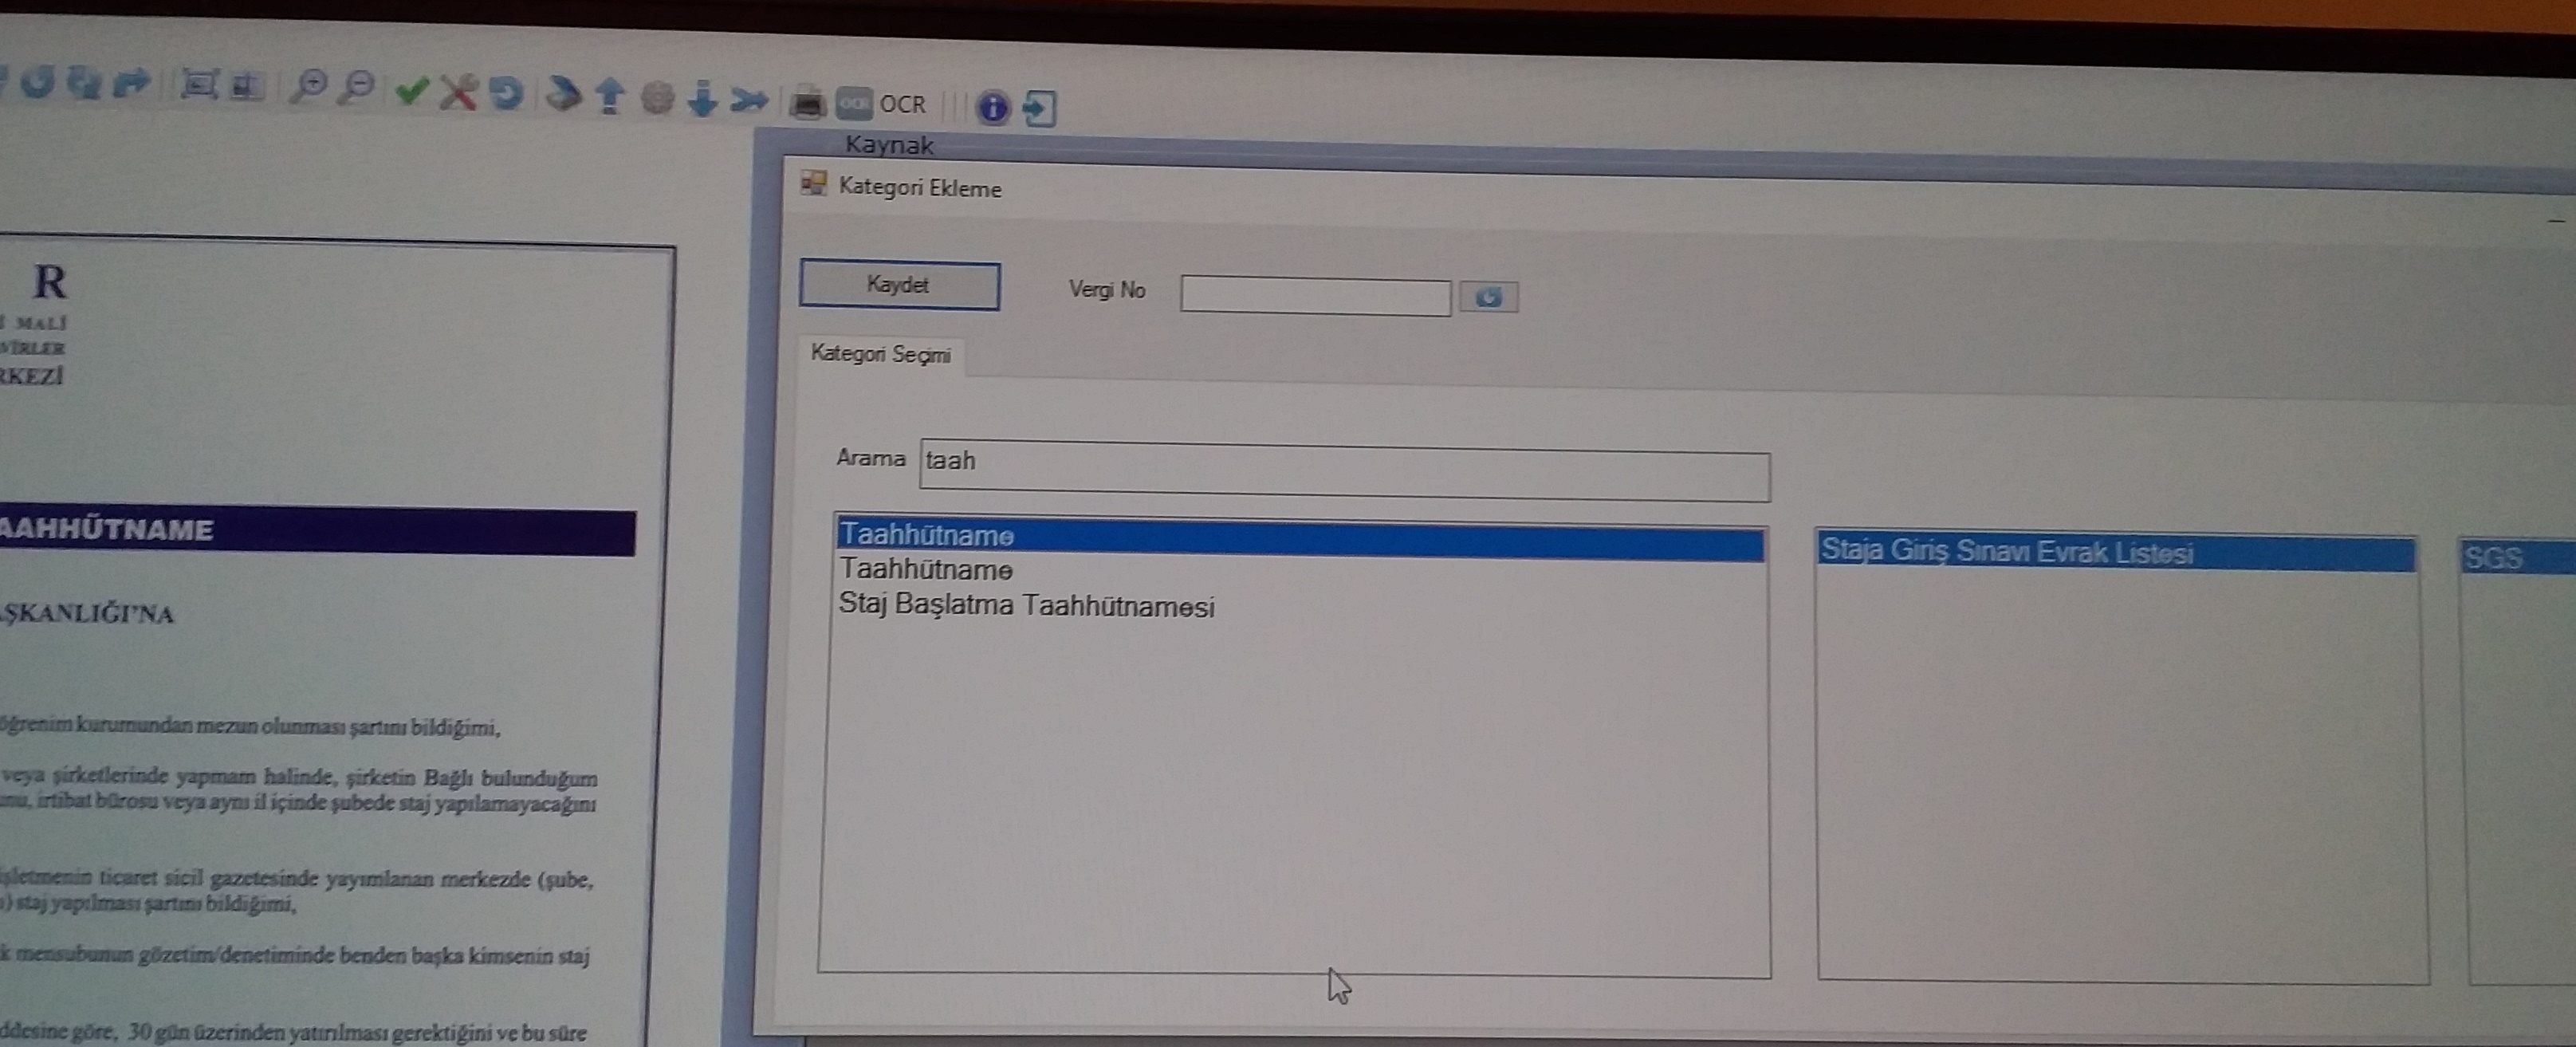 OCR
Kaynak
Kategori Ekleme
Kaydet
Vergi No
Kategori Seçimi
Arama
taah
Taahhütname
Taahhütname
Staj Başlatma Taahhütnamesi
Staja Giriş Sınavı Evrak Listesi
SGS
R
MALİ
VİRLER
RKEZİ
AAHHÜTNAME
ŞKANLIĞI'NA
öğrenim kurumundan mezun olunması şartını bildiğimi,
veya şirketlerinde yapmam halinde, şirketin Bağlı bulunduğum
unu, irtibat bürosu veya aynı il içinde şubede staj yapılamayacağını
işletmenin ticaret sicil gazetesinde yayımlanan merkezde (şube,
staj yapılması şartını bildiğimi,
k mensubunun gözetim/denetiminde benden başka kimsenin staj
ddesine göre, 30 gün üzerinden yatırılması gerektiğini ve bu süre